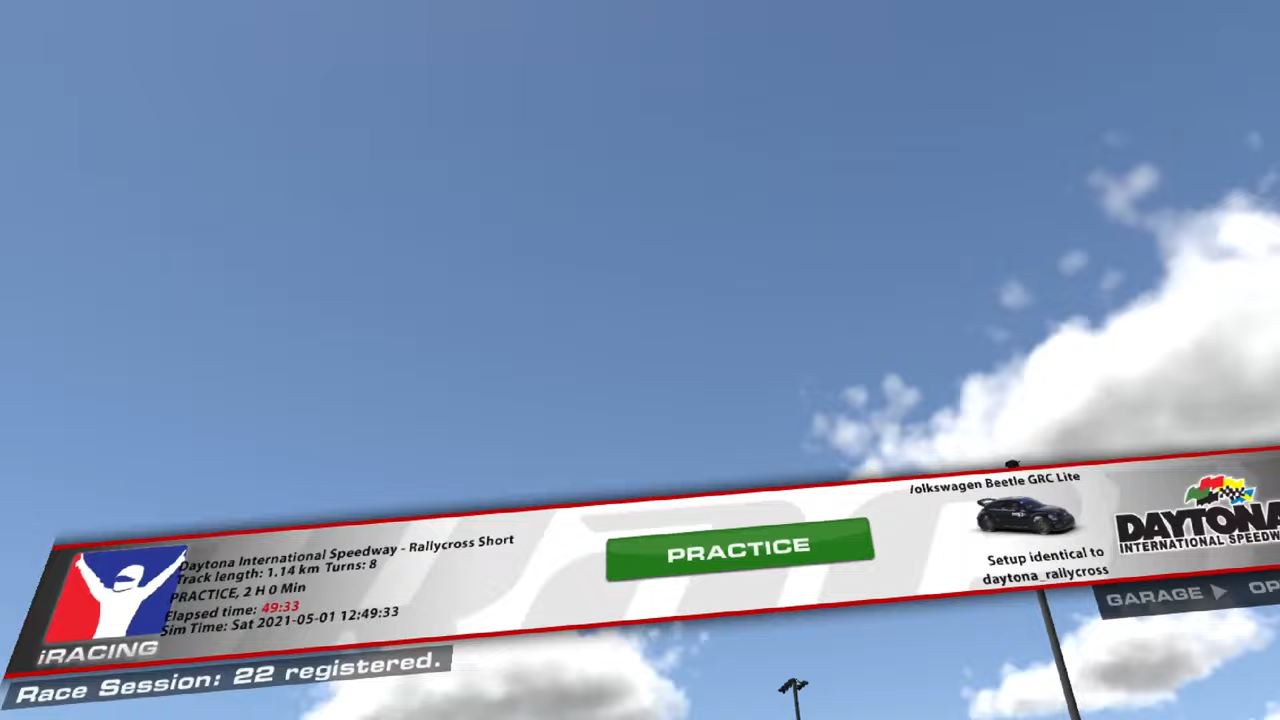 Daytona International Speedway - Rallycross Short
Track length: 1.14 km Turns: 8
PRACTICE, 2 H 0 Min
Elapsed time: 49:33
Sim Time: Sat 2021-05-01 12:49:33
iRACING
Race Session: 22 registered.
PRACTICE
olkswagen Beetle GRC Lite
Setup identical to
daytona_rallycross
DAYTONA
INTERNATIONAL SPEEDW
GARAGE
OP